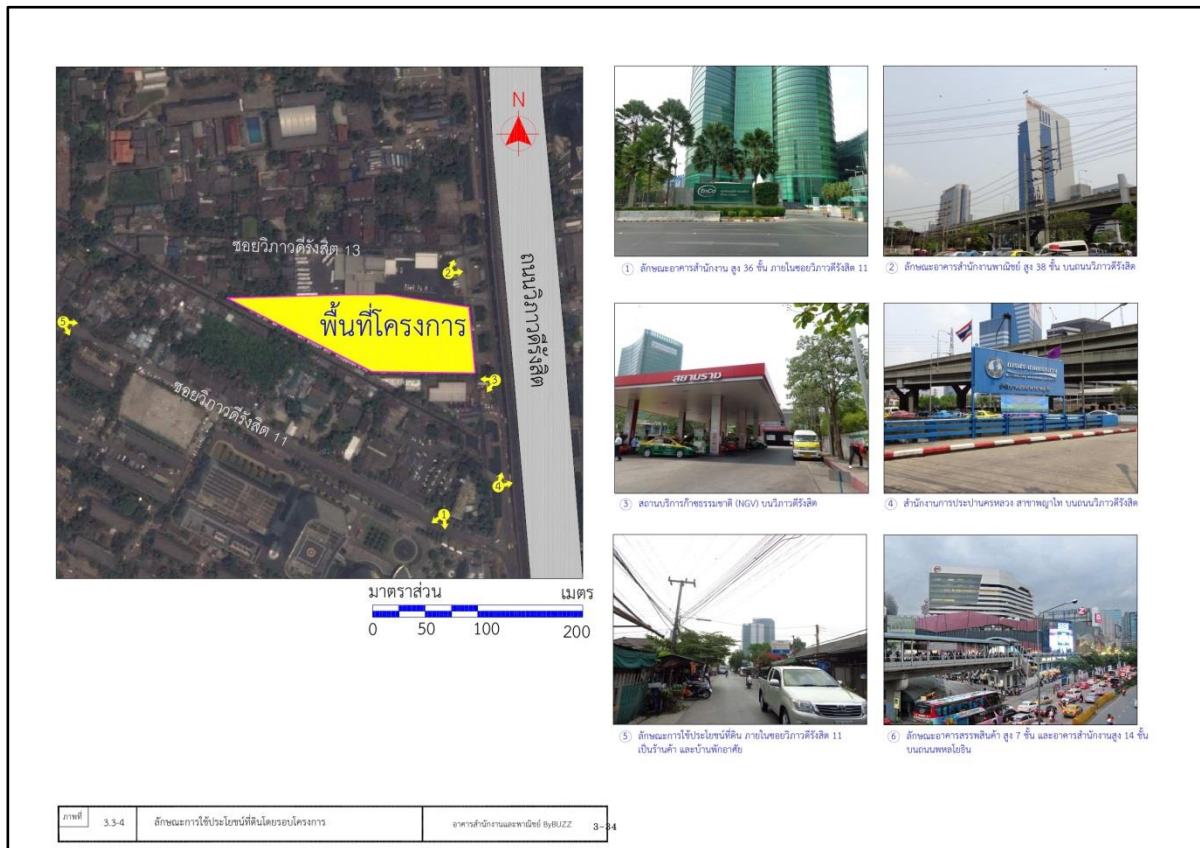 N
ซอยวิภาวดีรังสิต 13
②
พื้นที่โครงการ
ถนนวิภาวดีรังสิต
⑤
③
ซอยวิภาวดีรังสิต 11
④
①
มาตราส่วน เมตร
0 50 100 200
EnCo
① ลักษณะอาคารสำนักงาน สูง 36 ชั้น ภายในซอยวิภาวดีรังสิต 11
② ลักษณะอาคารสำนักงานพาณิชย์ สูง 38 ชั้น บนถนนวิภาวดีรังสิต
สยามราช
③ สถานบริการก๊าซธรรมชาติ (NGV) บนวิภาวดีรังสิต
④ สำนักงานการประปานครหลวง สาขาพญาไท บนถนนวิภาวดีรังสิต
⑤ ลักษณะการใช้ประโยชน์ที่ดิน ภายในซอยวิภาวดีรังสิต 11
เป็นร้านค้า และบ้านพักอาศัย
⑥ ลักษณะอาคารสรรพสินค้า สูง 7 ชั้น และอาคารสำนักงานสูง 14 ชั้น
บนถนนพหลโยธิน
ภาพที่ 3.3-4 ลักษณะการใช้ประโยชน์ที่ดินโดยรอบโครงการ อาคารสำนักงานและพาณิชย์ ByBUZZ 3-34